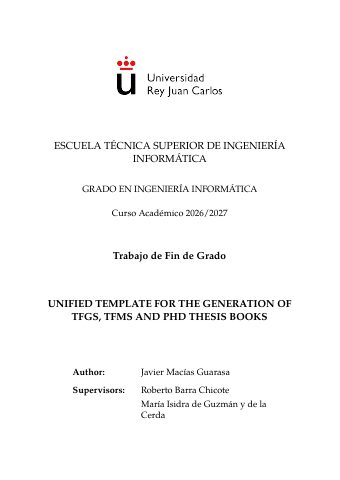 Universidad
Rey Juan Carlos
ESCUELA TÉCNICA SUPERIOR DE INGENIERÍA
INFORMÁTICA
GRADO EN INGENIERÍA INFORMÁTICA
Curso Académico 2026/2027
Trabajo de Fin de Grado
UNIFIED TEMPLATE FOR THE GENERATION OF
TFGS, TFMS AND PHD THESIS BOOKS
Author: Javier Macías Guarasa
Supervisors: Roberto Barra Chicote
María Isidra de Guzmán y de la
Cerda